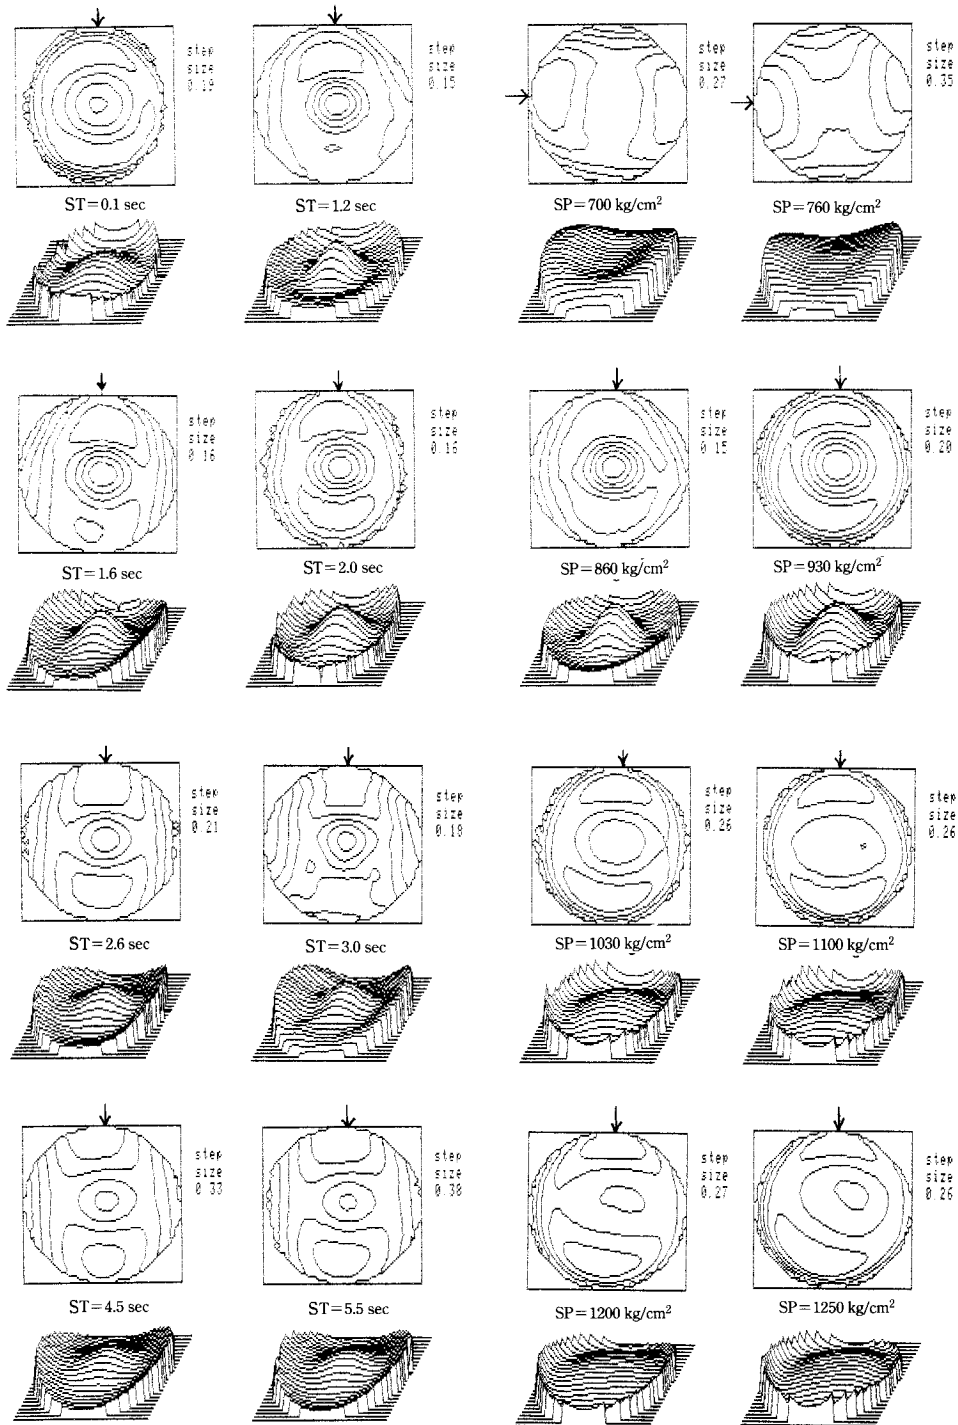 step size 0.19
step size 0.15
step size 0.27
step size 0.35
ST=0.1 sec
ST=1.2 sec
SP=700 kg/cm²
SP=760 kg/cm²
step size 0.16
step size 0.16
step size 0.15
step size 0.20
ST=1.6 sec
ST=2.0 sec
SP=860 kg/cm²
SP=930 kg/cm²
step size 0.21
step size 0.18
step size 0.26
step size 0.26
ST=2.6 sec
ST=3.0 sec
SP=1030 kg/cm²
SP=1100 kg/cm²
step size 0.33
step size 0.38
step size 0.27
step size 0.26
ST=4.5 sec
ST=5.5 sec
SP=1200 kg/cm²
SP=1250 kg/cm²